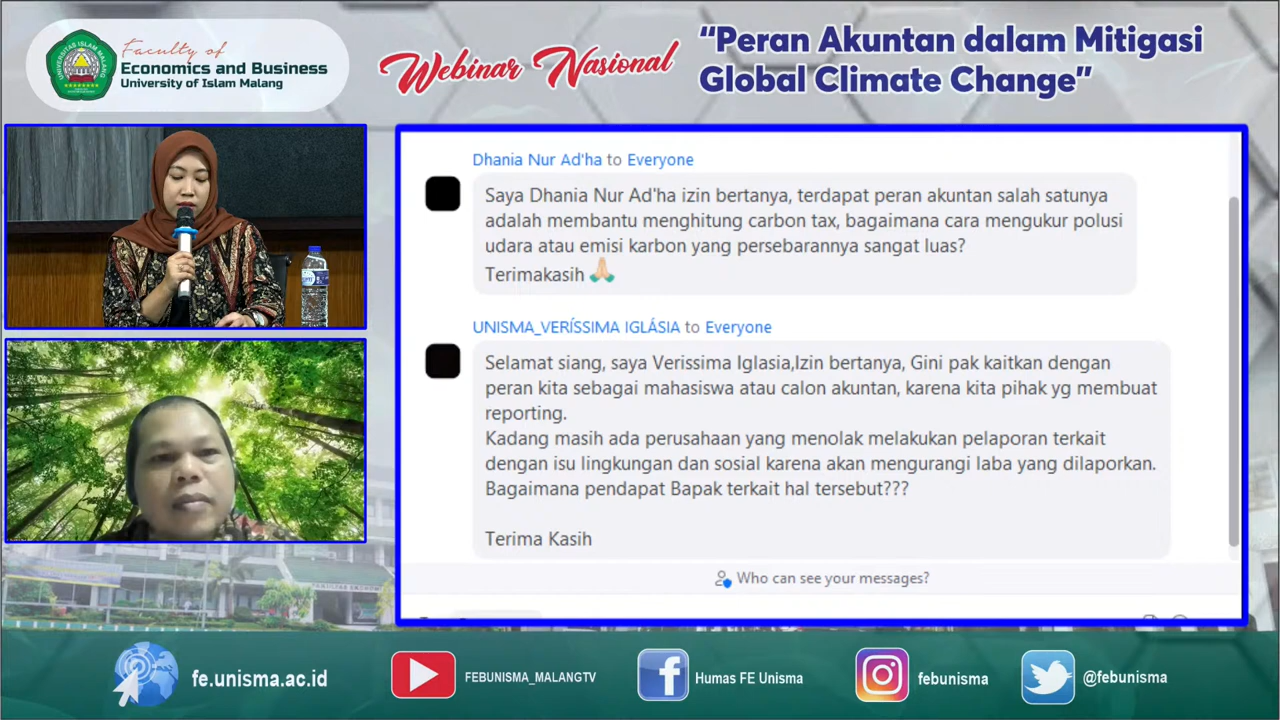 Faculty of
Economics and Business
University of Islam Malang
UNIVERSITAS ISLAM MALANG
Webinar Nasional
“Peran Akuntan dalam Mitigasi
Global Climate Change”
Dhania Nur Ad'ha to Everyone
Saya Dhania Nur Ad'ha izin bertanya, terdapat peran akuntan salah satunya
adalah membantu menghitung carbon tax, bagaimana cara mengukur polusi
udara atau emisi karbon yang persebarannya sangat luas?
Terimakasih 🙏🏻
UNISMA_VERÍSSIMA IGLÁSIA to Everyone
Selamat siang, saya Verissima Iglasia,Izin bertanya, Gini pak kaitkan dengan
peran kita sebagai mahasiswa atau calon akuntan, karena kita pihak yg membuat
reporting.
Kadang masih ada perusahaan yang menolak melakukan pelaporan terkait
dengan isu lingkungan dan sosial karena akan mengurangi laba yang dilaporkan.
Bagaimana pendapat Bapak terkait hal tersebut???
Terima Kasih
Who can see your messages?
fe.unisma.ac.id
FEBUNISMA_MALANGTV
Humas FE Unisma
febunisma
@febunisma